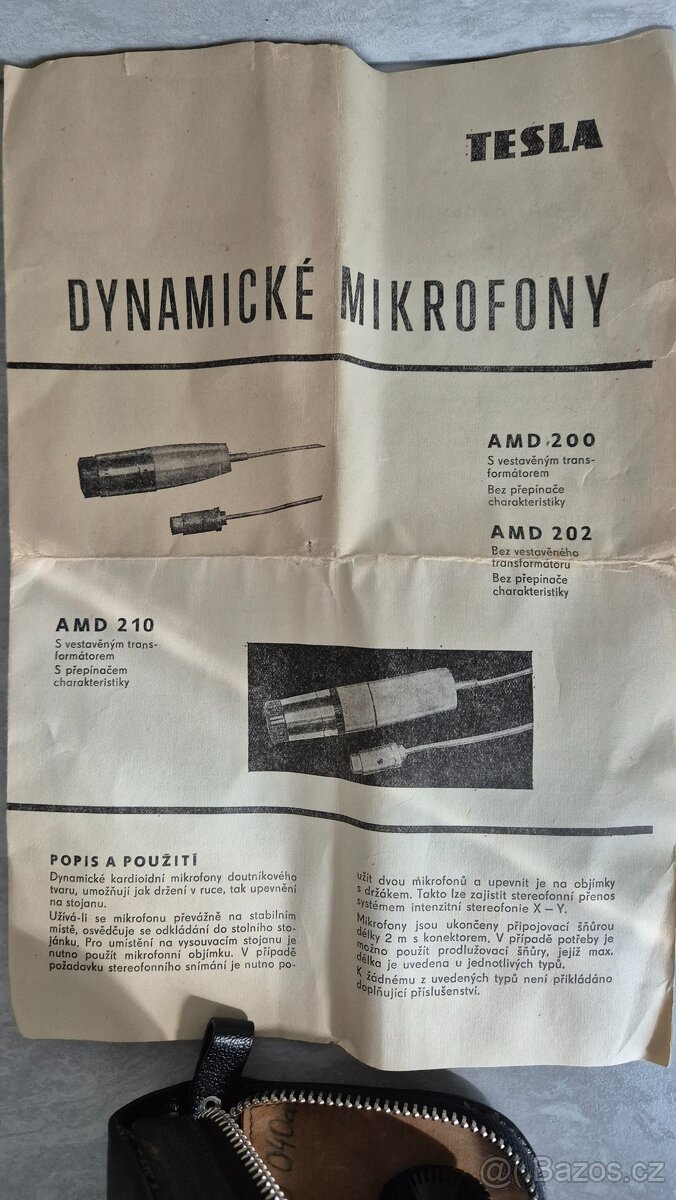 TESLA
DYNAMICKÉ MIKROFONY
AMD 200
S vestavěným trans-
formátorem
Bez přepínače
charakteristiky
AMD 202
Bez vestavěného
transformátoru
Bez přepínače
charakteristiky
AMD 210
S vestavěným trans-
formátorem
S přepínačem
charakteristiky
POPIS A POUŽITÍ
Dynamické kardioidní mikrofony doutníkového
tvaru, umožňují jak držení v ruce, tak upevnění
na stojanu.
Užívá-li se mikrofonu převážně na stabilním
místě, osvědčuje se odkládání do stolního sto-
jánku. Pro umístění na vysouvacím stojanu je
nutno použít mikrofonní objímku. V případě
požadavku stereofonního snímání je nutno po-
užít dvou mikrofonů a upevnit je na objímky
s držákem. Takto lze zajistit stereofonní přenos
systémem intenzitní stereofonie X – Y.
Mikrofony jsou ukončeny připojovací šňůrou
délky 2 m s konektorem. V případě potřeby je
možno použít prodlužovací šňůry, jejíž max.
délka je uvedena u jednotlivých typů.
K žádnému z uvedených typů není přikládáno
doplňující příslušenství.
Bazos.cz